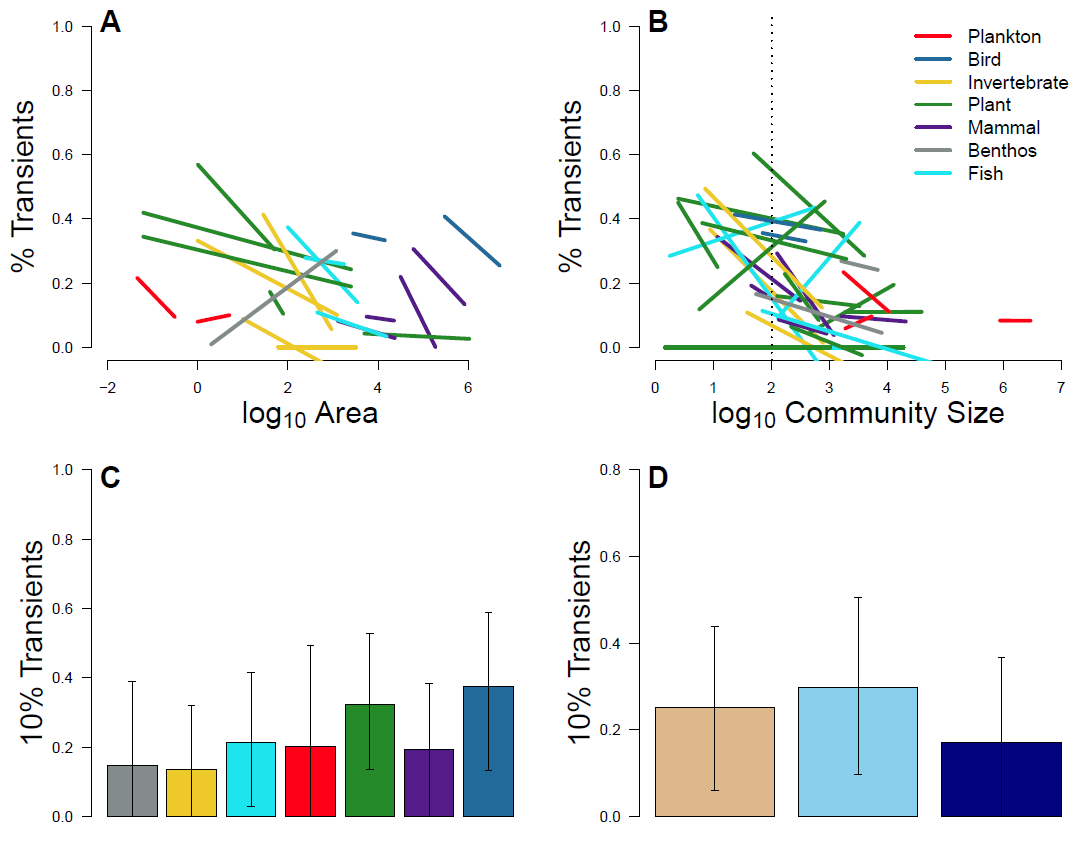 A
1.0
0.8
0.6
0.4
0.2
0.0
% Transients
−2
0
2
4
6
log10 Area
B
1.0
0.8
0.6
0.4
0.2
0.0
% Transients
Plankton
Bird
Invertebrate
Plant
Mammal
Benthos
Fish
0
1
2
3
4
5
6
7
log10 Community Size
C
1.0
0.8
0.6
0.4
0.2
0.0
10% Transients
D
0.8
0.6
0.4
0.2
0.0
10% Transients